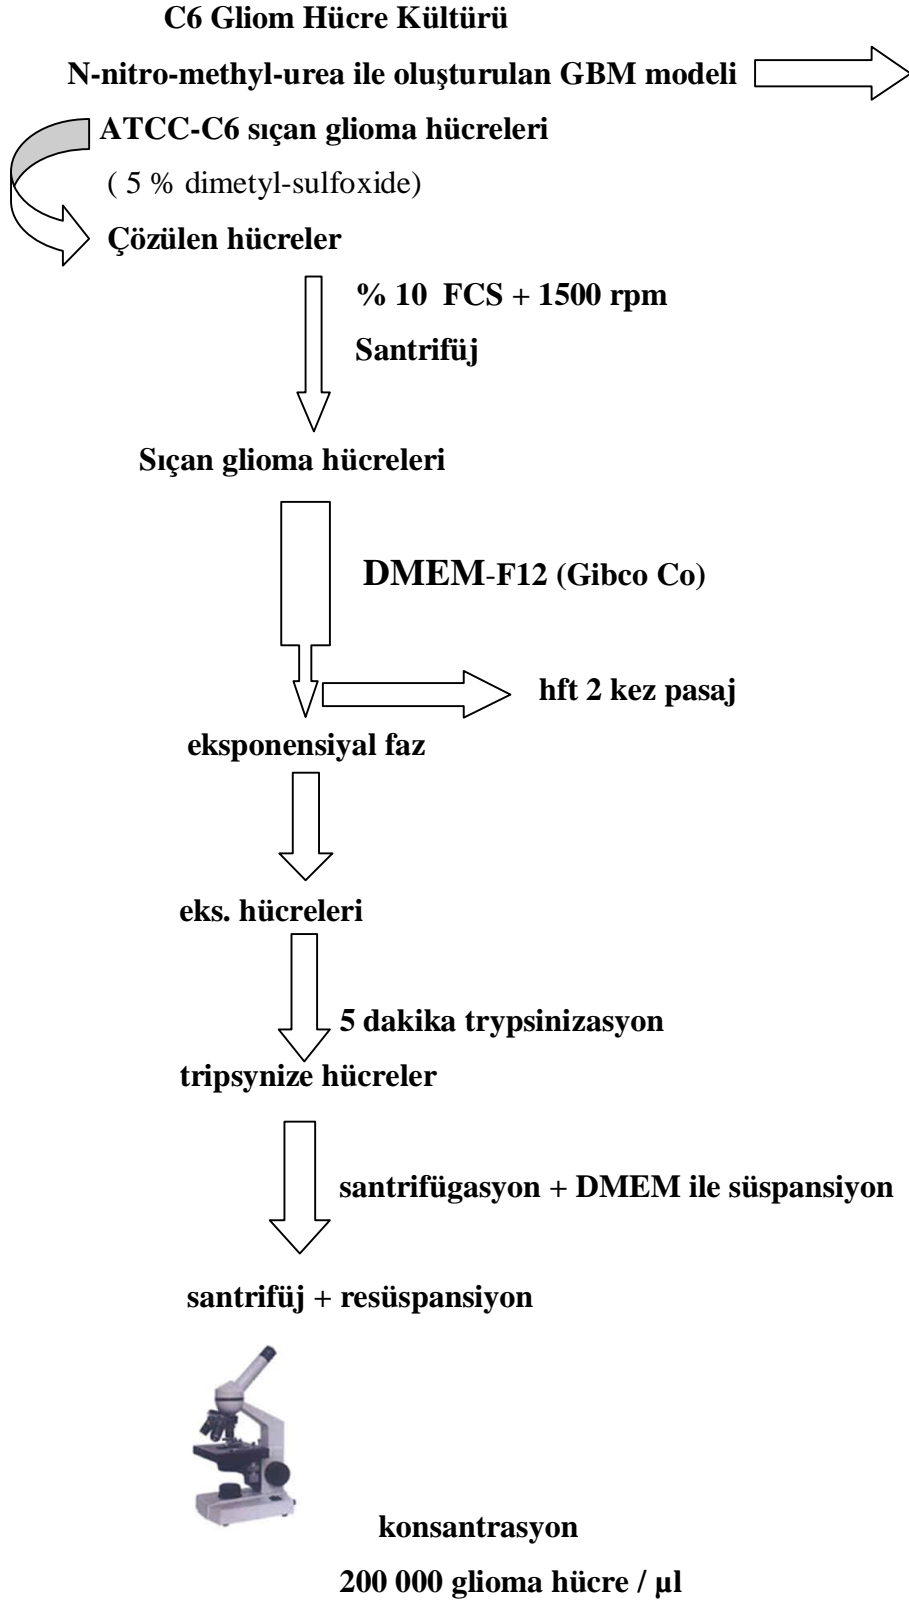 C6 Gliom Hücre Kültürü
N-nitro-methyl-urea ile oluşturulan GBM modeli
ATCC-C6 sıçan glioma hücreleri
( 5 % dimetyl-sulfoxide)
Çözülen hücreler
% 10 FCS + 1500 rpm
Santrifüj
Sıçan glioma hücreleri
DMEM-F12 (Gibco Co)
hft 2 kez pasaj
eksponensiyal faz
eks. hücreleri
5 dakika trypsinizasyon
tripsynize hücreler
santrifügasyon + DMEM ile süspansiyon
santrifüj + resüspansiyon
konsantrasyon
200 000 glioma hücre / µl